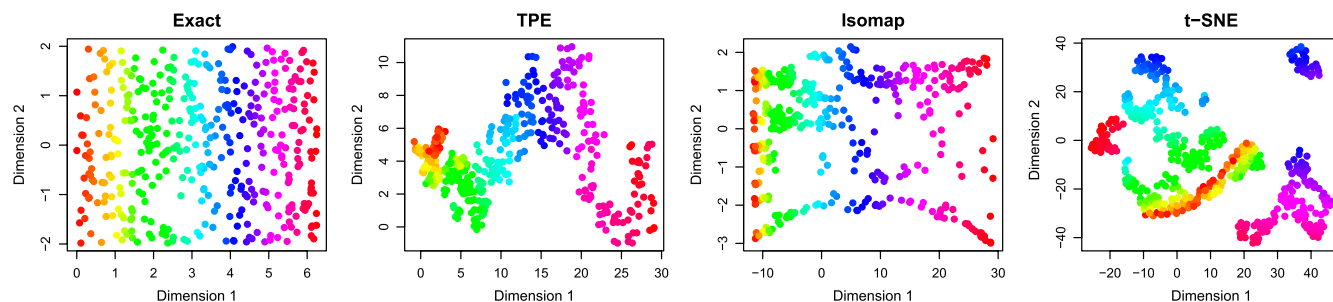 Exact
TPE
Isomap
t−SNE
Dimension 2
2
1
0
−1
−2
0 1 2 3 4 5 6
Dimension 1
Dimension 2
10
8
6
4
2
0
0 5 10 15 20 25 30
Dimension 1
Dimension 2
2
1
0
−1
−2
−3
−10 0 10 20 30
Dimension 1
Dimension 2
40
20
0
−20
−40
−20 −10 0 10 20 30 40
Dimension 1